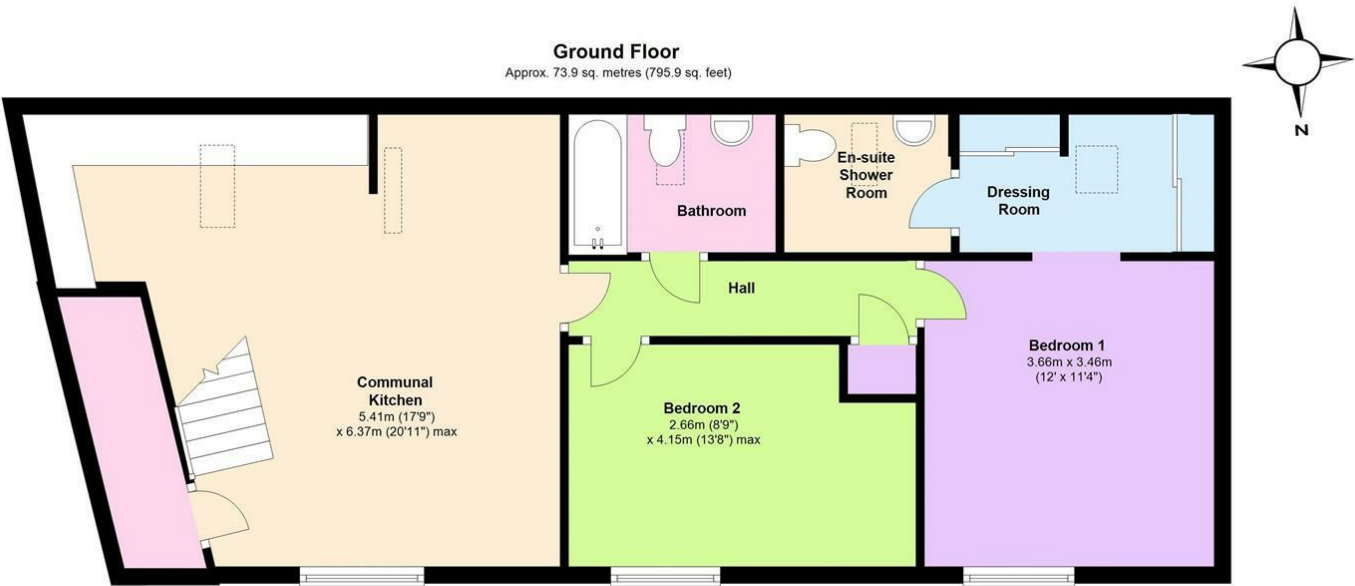 Ground Floor
Approx. 73.9 sq. metres (795.9 sq. feet)
N
En-suite
Shower
Room
Dressing
Room
Bathroom
Hall
Bedroom 1
3.66m x 3.46m
(12' x 11'4")
Communal
Kitchen
5.41m (17'9")
x 6.37m (20'11") max
Bedroom 2
2.66m (8'9")
x 4.15m (13'8") max